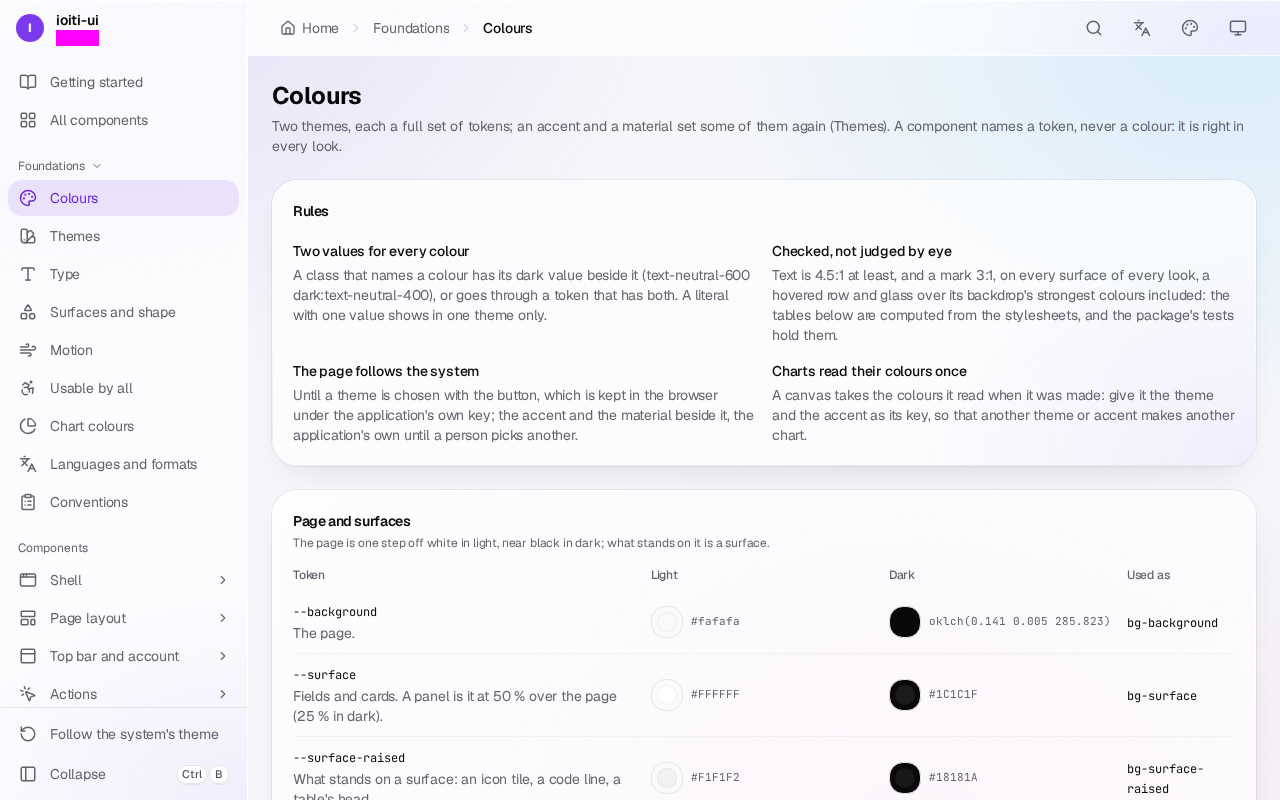 I
ioiti-ui
Getting started
All components
Foundations
Colours
Themes
Type
Surfaces and shape
Motion
Usable by all
Chart colours
Languages and formats
Conventions
Components
Shell
Page layout
Top bar and account
Actions
Follow the system's theme
Collapse
Ctrl B
Home
Foundations
Colours
Colours
Two themes, each a full set of tokens; an accent and a material set some of them again (Themes). A component names a token, never a colour: it is right in
every look.
Rules
Two values for every colour
A class that names a colour has its dark value beside it (text-neutral-600
dark:text-neutral-400), or goes through a token that has both. A literal
with one value shows in one theme only.
Checked, not judged by eye
Text is 4.5:1 at least, and a mark 3:1, on every surface of every look, a
hovered row and glass over its backdrop's strongest colours included: the
tables below are computed from the stylesheets, and the package's tests
hold them.
The page follows the system
Until a theme is chosen with the button, which is kept in the browser
under the application's own key; the accent and the material beside it, the
application's own until a person picks another.
Charts read their colours once
A canvas takes the colours it read when it was made: give it the theme
and the accent as its key, so that another theme or accent makes another
chart.
Page and surfaces
The page is one step off white in light, near black in dark; what stands on it is a surface.
Token
Light
Dark
Used as
--background
The page.
#fafafa
oklch(0.141 0.005 285.823)
bg-background
--surface
Fields and cards. A panel is it at 50 % over the page
(25 % in dark).
#FFFFFF
#1C1C1F
bg-surface
--surface-raised
What stands on a surface: an icon tile, a code line, a
table's head
#F1F1F2
#18181A
bg-surface-
raised